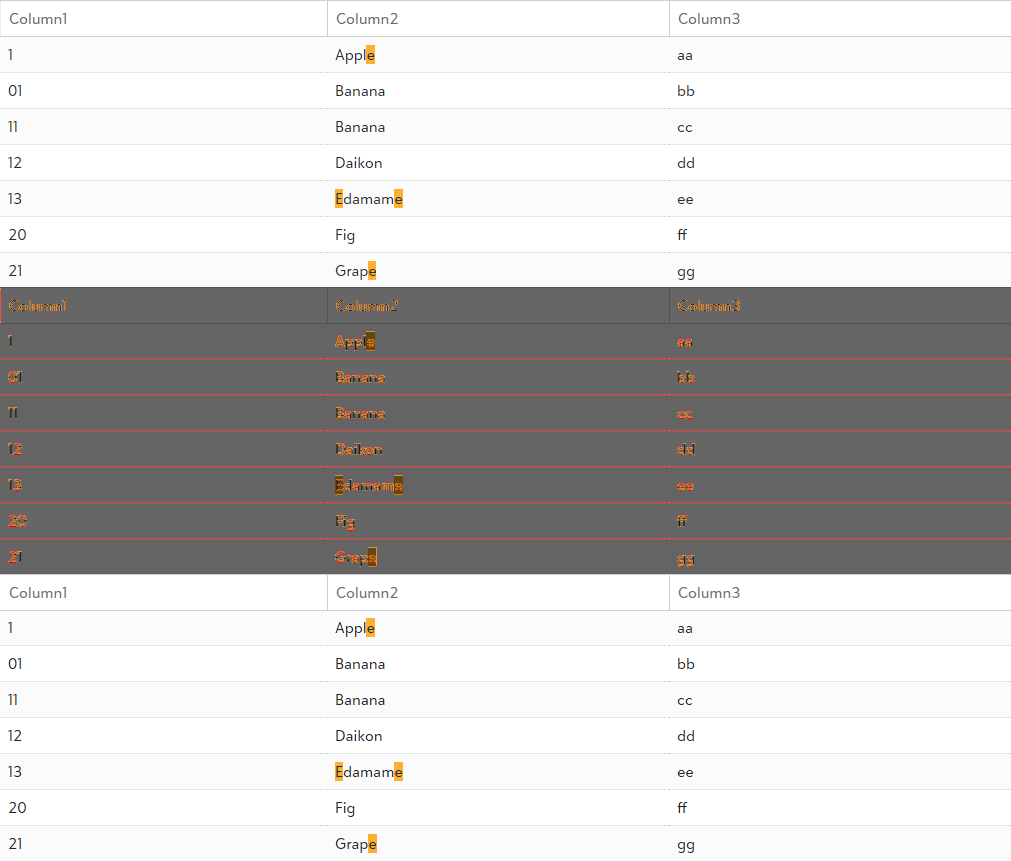 Column1 Column2 Column3
1 Apple aa
01 Banana bb
11 Banana cc
12 Daikon dd
13 Edamame ee
20 Fig ff
21 Grape gg
Column1 Column2 Column3
1 Apple aa
01 Banana bb
11 Banana cc
12 Daikon dd
13 Edamame ee
20 Fig ff
21 Grape gg
Column1 Column2 Column3
1 Apple aa
01 Banana bb
11 Banana cc
12 Daikon dd
13 Edamame ee
20 Fig ff
21 Grape gg